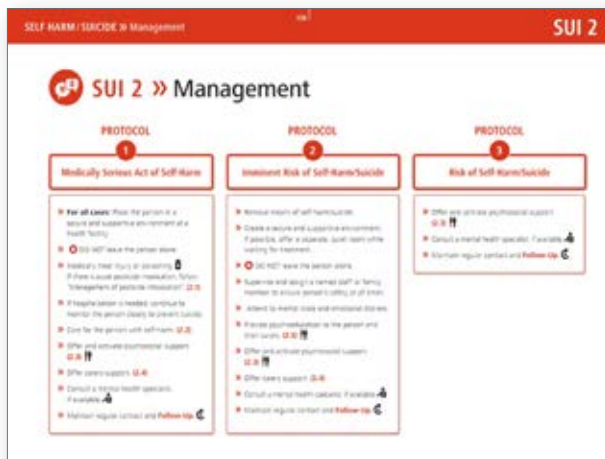 SELF HARM/SUICIDE » Management
SUI 2
SUI 2 » Management
PROTOCOL
1
Medically Serious Act of Self-Harm
» For all cases: Place the person in a
secure and supportive environment at a
health facility.
» DO NOT leave the person alone.
» Medically treat injury or poisoning.
If there is acute pesticide intoxication, follow
"Management of pesticide intoxication". (2.1)
» If hospitalization is needed, continue to
monitor the person closely to prevent suicide.
» Care for the person with self-harm. (2.2)
» Offer and activate psychosocial support.
(2.3)
» Offer carers support. (2.4)
» Consult a mental health specialist,
if available.
» Maintain regular contact and Follow-Up.
PROTOCOL
2
Imminent Risk of Self-Harm/Suicide
» Remove means of self-harm/suicide.
» Create a secure and supportive environment;
if possible, offer a separate, quiet room while
waiting for treatment.
» DO NOT leave the person alone.
» Supervise and assign a named staff or family
member to ensure person's safety at all times.
» Attend to mental state and emotional distress.
» Provide psychoeducation to the person and
their carers. (2.5)
» Offer and activate psychosocial support.
(2.3)
» Offer carers support. (2.4)
» Consult a mental health specialist, if available.
» Maintain regular contact and Follow-Up.
PROTOCOL
3
Risk of Self-Harm/Suicide
» Offer and activate psychosocial support.
(2.3)
» Consult a mental health specialist, if available.
» Maintain regular contact and Follow-Up.